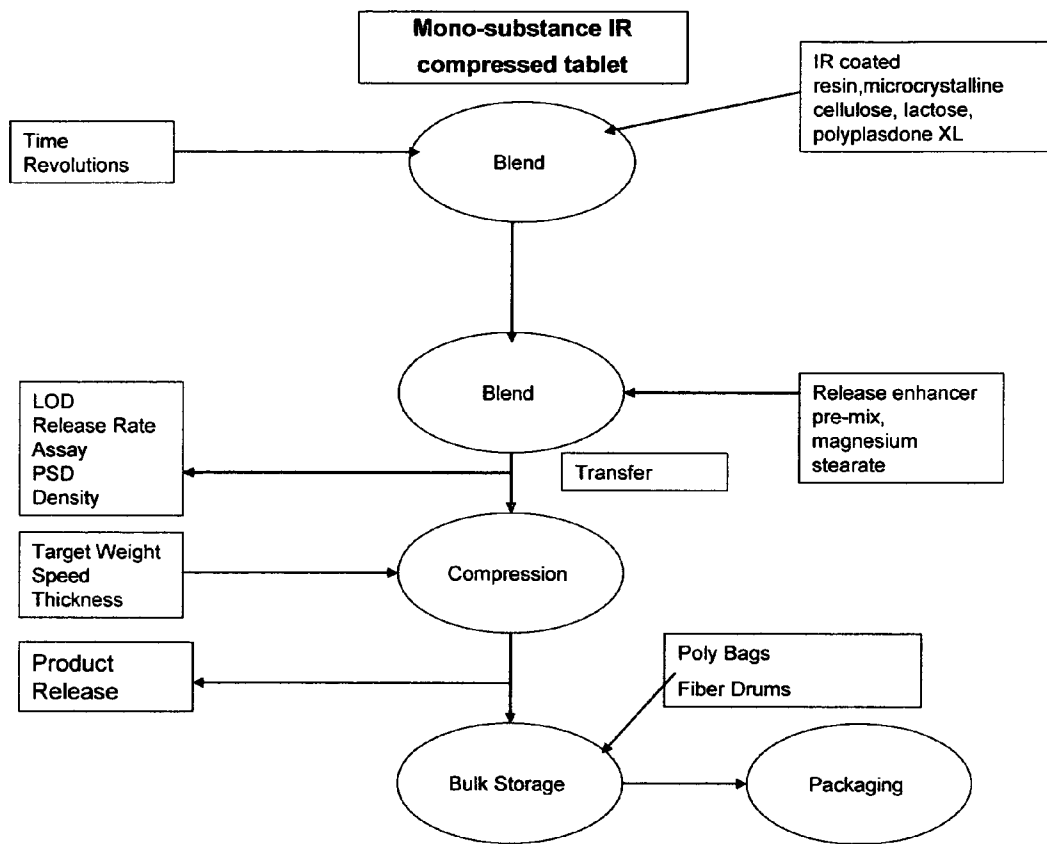 Mono-substance IR
compressed tablet
IR coated
resin,microcrystalline
cellulose, lactose,
polyplasdone XL
Time
Revolutions
Blend
Blend
LOD
Release Rate
Assay
PSD
Density
Release enhancer
pre-mix,
magnesium
stearate
Transfer
Target Weight
Speed
Thickness
Compression
Product
Release
Poly Bags
Fiber Drums
Bulk Storage
Packaging